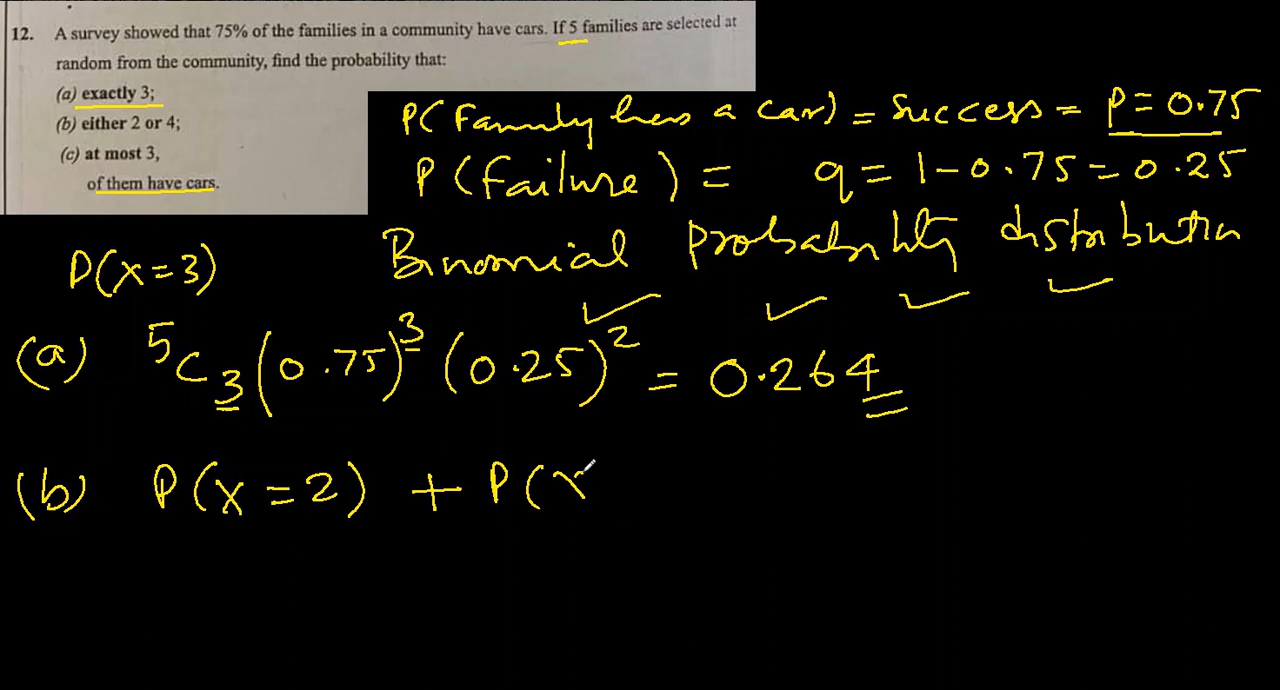 12. A survey showed that 75% of the families in a community have cars. If 5 families are selected at
random from the community, find the probability that:
(a) exactly 3;
(b) either 2 or 4;
(c) at most 3,
of them have cars.
P(Family has a car) = Success = P = 0.75
P(Failure) = q = 1-0.75 = 0.25
Binomial Probability distribution
P(x=3)
(a) ⁵C₃(0.75)³(0.25)² = 0.264
(b) P(x=2) + P(x